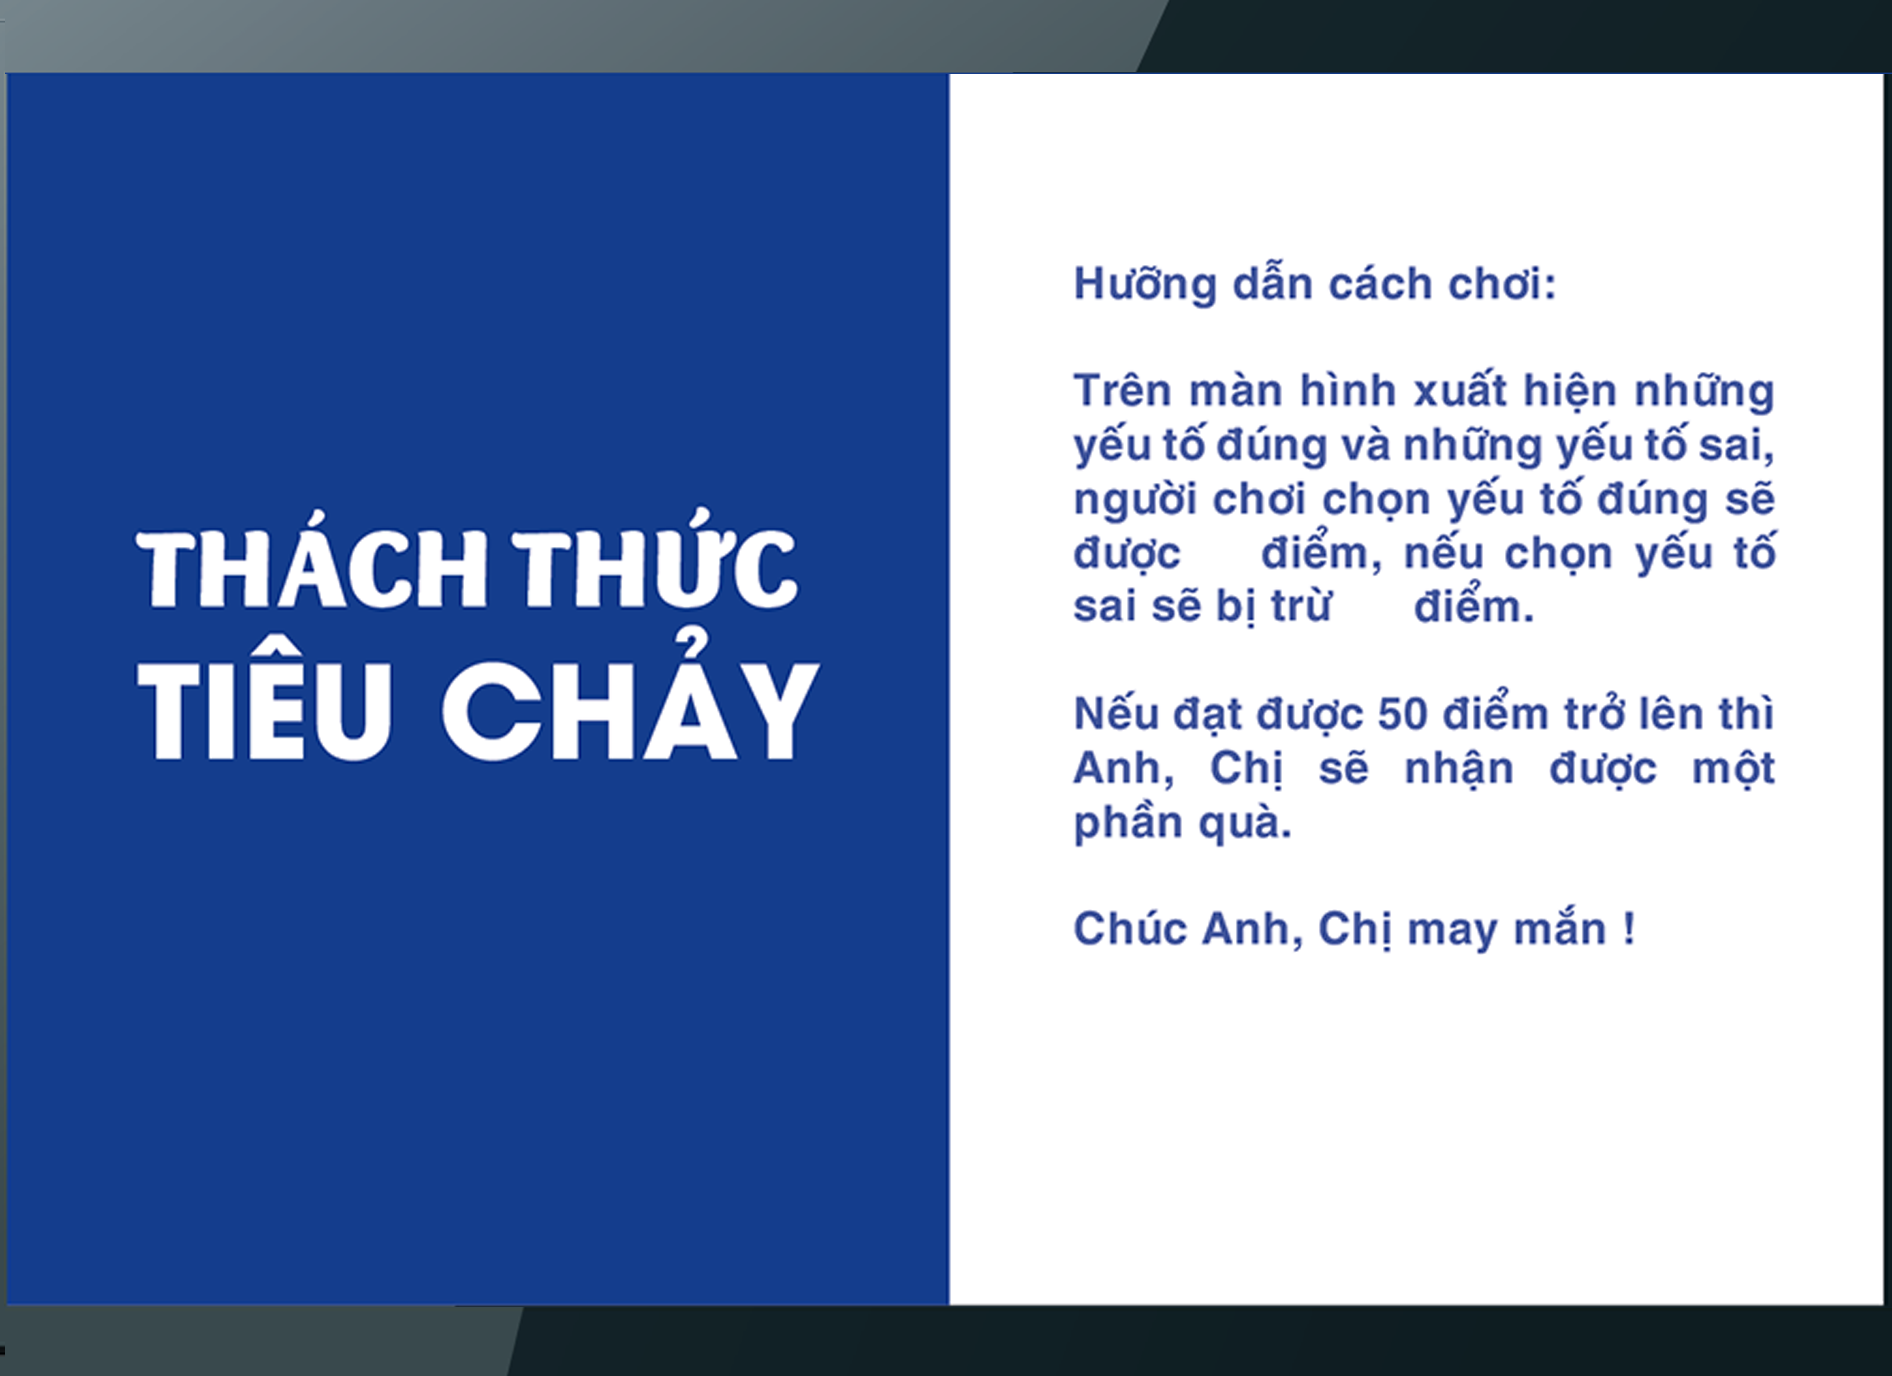 THÁCH THỨC
TIÊU CHẢY
Hưỡng dẫn cách chơi:
Trên màn hình xuất hiện những
yếu tố đúng và những yếu tố sai,
người chơi chọn yếu tố đúng sẽ
được điểm, nếu chọn yếu tố
sai sẽ bị trừ điểm.
Nếu đạt được 50 điểm trở lên thì
Anh, Chị sẽ nhận được một
phần quà.
Chúc Anh, Chị may mắn !